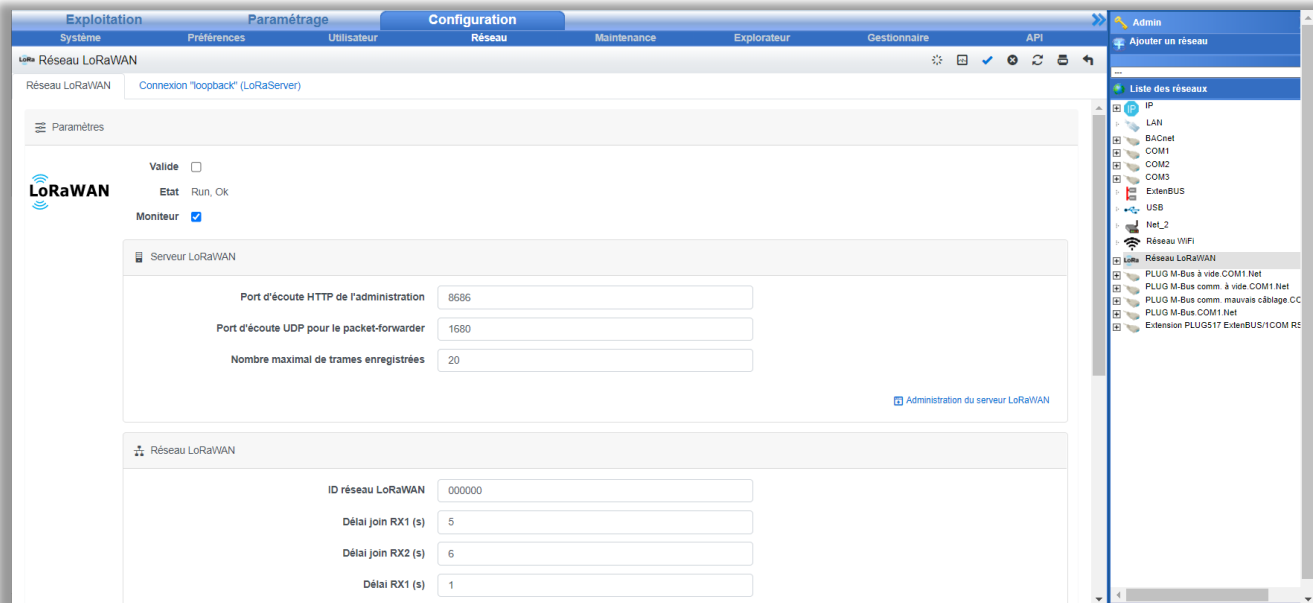 Exploitation Paramétrage Configuration
Système Préférences Utilisateur Réseau Maintenance Explorateur Gestionnaire API
LoRa Réseau LoRaWAN
Réseau LoRaWAN Connexion "loopback" (LoRaServer)
Paramètres
LoRaWAN
Valide
Etat Run, Ok
Moniteur
Serveur LoRaWAN
Port d'écoute HTTP de l'administration 8686
Port d'écoute UDP pour le packet-forwarder 1680
Nombre maximal de trames enregistrées 20
Administration du serveur LoRaWAN
Réseau LoRaWAN
ID réseau LoRaWAN 000000
Délai join RX1 (s) 5
Délai join RX2 (s) 6
Délai RX1 (s) 1
Admin
Ajouter un réseau
...
Liste des réseaux
IP IP
LAN
BACnet
COM1
COM2
COM3
ExtenBUS
USB
Net_2
Réseau WiFi
LoRa Réseau LoRaWAN
PLUG M-Bus à vide.COM1.Net
PLUG M-Bus comm. à vide.COM1.Net
PLUG M-Bus comm. mauvais câblage.CO
PLUG M-Bus.COM1.Net
Extension PLUG517 ExtenBUS/1COM RS